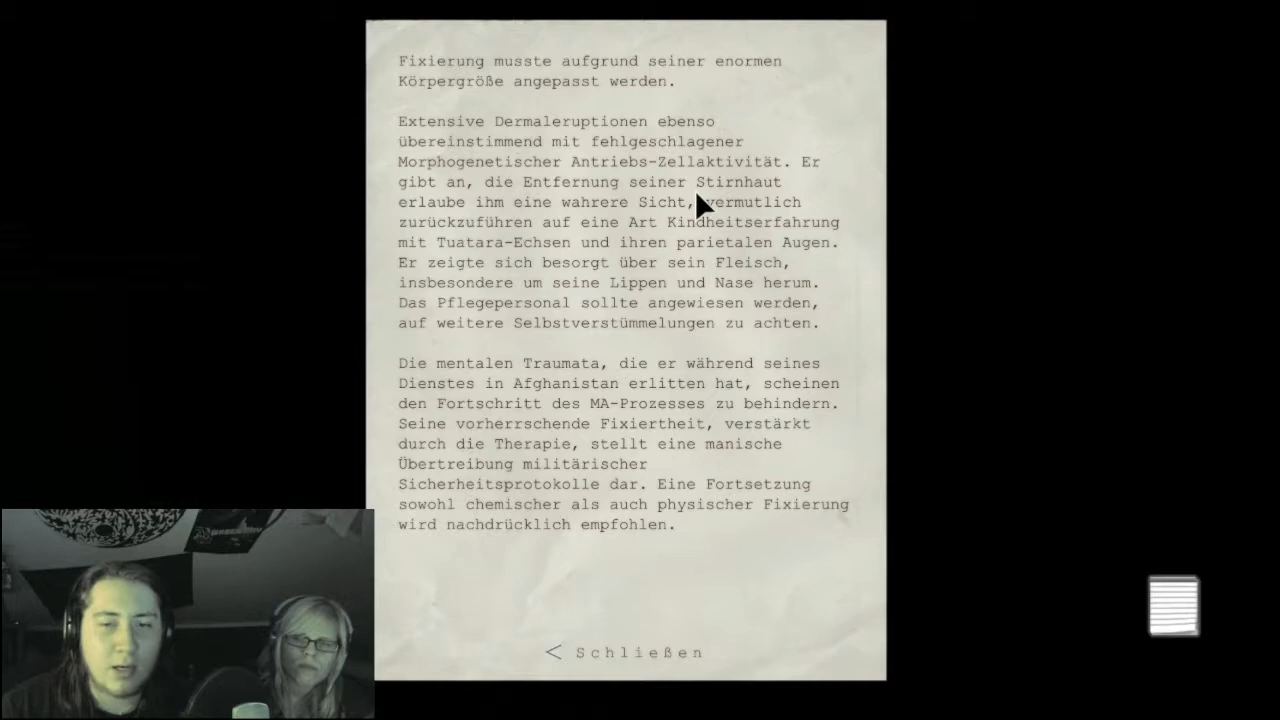 Fixierung musste aufgrund seiner enormen
Körpergröße angepasst werden.
Extensive Dermaleruptionen ebenso
übereinstimmend mit fehlgeschlagener
Morphogenetischer Antriebs-Zellaktivität. Er
gibt an, die Entfernung seiner Stirnhaut
erlaube ihm eine wahrere Sicht, vermutlich
zurückzuführen auf eine Art Kindheitserfahrung
mit Tuatara-Echsen und ihren parietalen Augen.
Er zeigte sich besorgt über sein Fleisch,
insbesondere um seine Lippen und Nase herum.
Das Pflegepersonal sollte angewiesen werden,
auf weitere Selbstverstümmelungen zu achten.
Die mentalen Traumata, die er während seines
Dienstes in Afghanistan erlitten hat, scheinen
den Fortschritt des MA-Prozesses zu behindern.
Seine vorherrschende Fixiertheit, verstärkt
durch die Therapie, stellt eine manische
Übertreibung militärischer
Sicherheitsprotokolle dar. Eine Fortsetzung
sowohl chemischer als auch physischer Fixierung
wird nachdrücklich empfohlen.
< Schließen